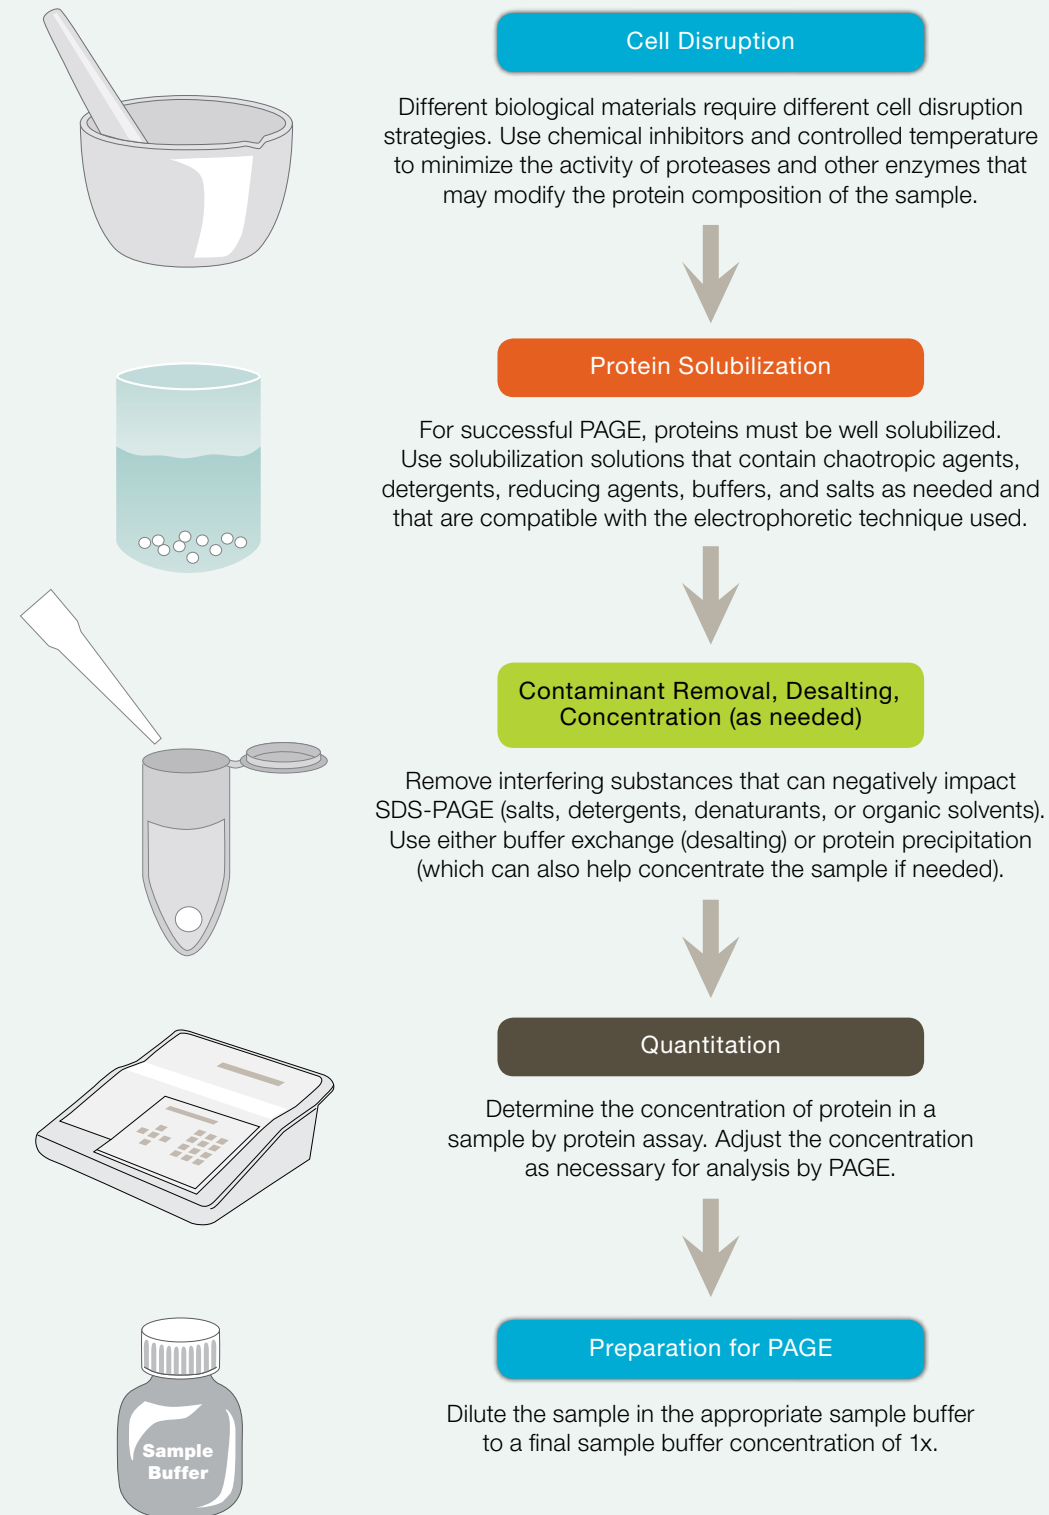 Cell Disruption
Different biological materials require different cell disruption
strategies. Use chemical inhibitors and controlled temperature
to minimize the activity of proteases and other enzymes that
may modify the protein composition of the sample.
Protein Solubilization
For successful PAGE, proteins must be well solubilized.
Use solubilization solutions that contain chaotropic agents,
detergents, reducing agents, buffers, and salts as needed and
that are compatible with the electrophoretic technique used.
Contaminant Removal, Desalting,
Concentration (as needed)
Remove interfering substances that can negatively impact
SDS-PAGE (salts, detergents, denaturants, or organic solvents).
Use either buffer exchange (desalting) or protein precipitation
(which can also help concentrate the sample if needed).
Quantitation
Determine the concentration of protein in a
sample by protein assay. Adjust the concentration
as necessary for analysis by PAGE.
Preparation for PAGE
Dilute the sample in the appropriate sample buffer
to a final sample buffer concentration of 1x.
Sample
Buffer